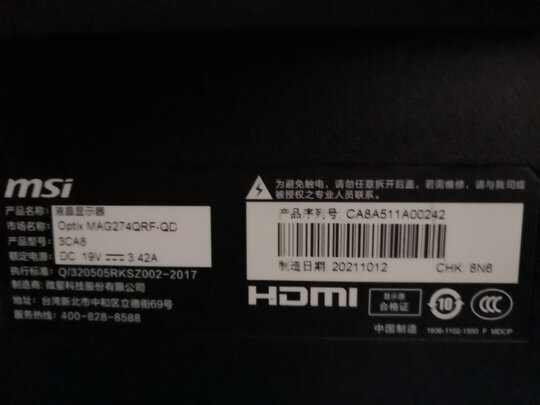 msi
产品名称: 液晶显示器
市场名称: Optix MAG274QRF-QD
产品型号: 3CA8
额定电源: DC 19V 3.42A
执行标准: Q/320505RKSZ002-2017
制造商: 微星科技股份有限公司
地址: 台湾新北市中和区立德街69号
服务热线: 400-828-8588
为避免触电，请勿任意拆开后盖，若需维修，请与我司或
被授权之专业人员联系。
产品序列号: CA8A511A00242
制造日期: 20211012 CHK: 8N6
HDMI
显示器
合格证
10
CCC
中国制造 1936-1102-1550 F MDCP